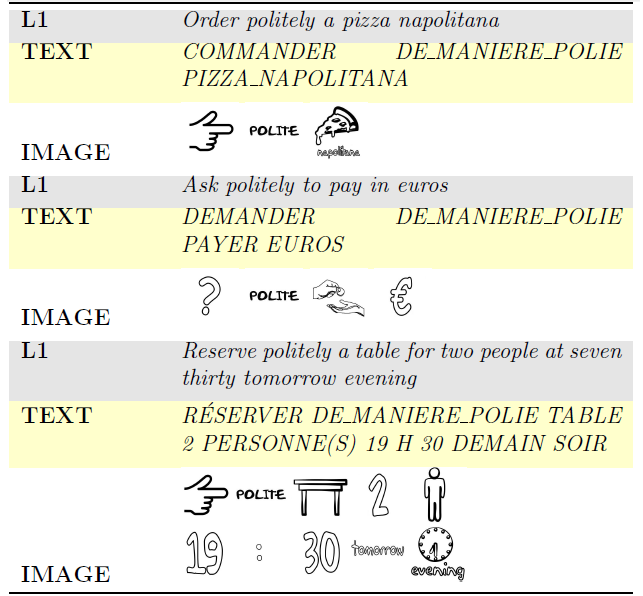 L1 Order politely a pizza napolitana
TEXT COMMANDER DE_MANIERE_POLIE
PIZZA_NAPOLITANA
POLITE
napolitana
IMAGE
L1 Ask politely to pay in euros
TEXT DEMANDER DE_MANIERE_POLIE
PAYER EUROS
? POLITE €
IMAGE
L1 Reserve politely a table for two people at seven
thirty tomorrow evening
TEXT RÉSERVER DE_MANIERE_POLIE TABLE
2 PERSONNE(S) 19 H 30 DEMAIN SOIR
POLITE 2
19 : 30 tomorrow
evening
IMAGE